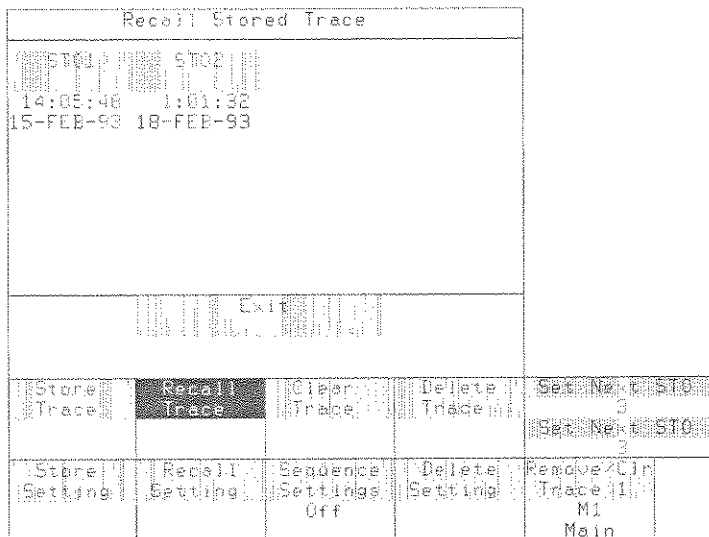 Recall Stored Trace
STO1 STO2
14:05:48 1:01:32
15-FEB-93 18-FEB-93
Exit
Store Recall Clear Delete Set Next STO
Trace Trace Trace Trace 3
Set Next STO
3
Store Recall Sequence Delete Remove/Clr
Setting Setting Settings Setting Trace 1
Off M1
Main